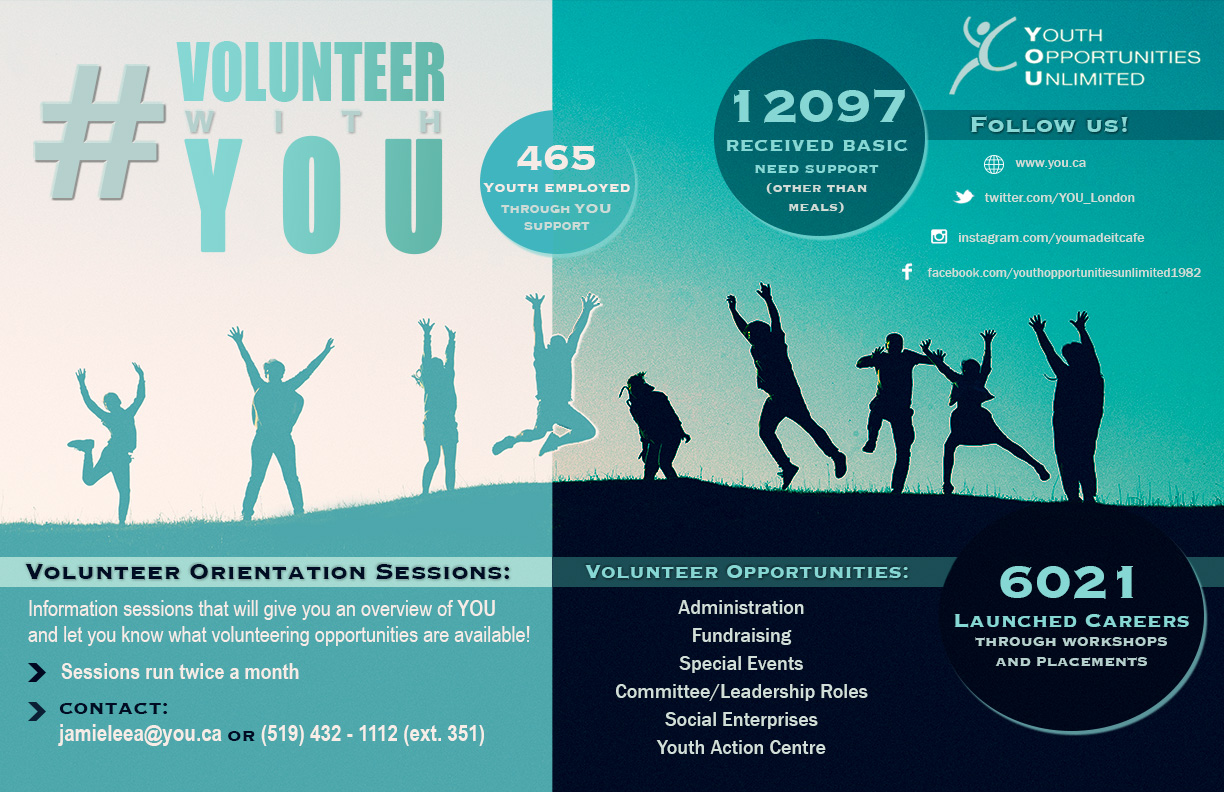 #
VOLUNTEER
WITH
YOU
465
YOUTH EMPLOYED
THROUGH YOU
SUPPORT
12097
RECEIVED BASIC
NEED SUPPORT
(OTHER THAN
MEALS)
YOUTH
OPPORTUNITIES
UNLIMITED
FOLLOW US!
www.you.ca
twitter.com/YOU_London
instagram.com/youmadeitcafe
facebook.com/youthopportunitiesunlimited1982
VOLUNTEER ORIENTATION SESSIONS:
Information sessions that will give you an overview of YOU
and let you know what volunteering opportunities are available!
Sessions run twice a month
CONTACT:
jamieleea@you.ca OR (519) 432 - 1112 (ext. 351)
VOLUNTEER OPPORTUNITIES:
Administration
Fundraising
Special Events
Committee/Leadership Roles
Social Enterprises
Youth Action Centre
6021
LAUNCHED CAREERS
THROUGH WORKSHOPS
AND PLACEMENTS